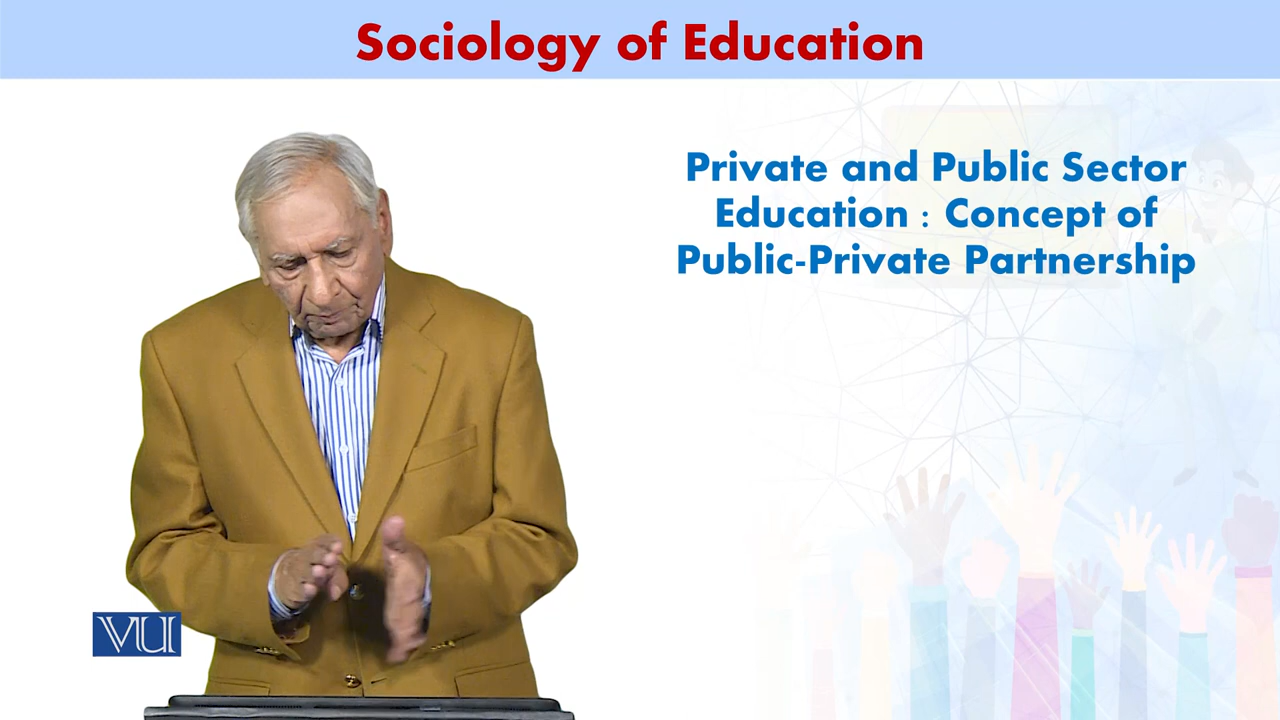 Sociology of Education
Private and Public Sector
Education : Concept of
Public-Private Partnership
VU